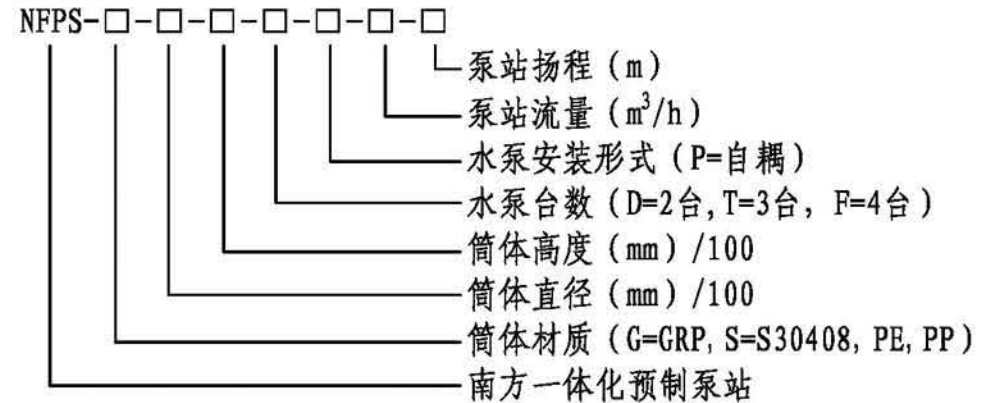 NFPS-□-□-□-□-□-□-□
泵站扬程（m）
泵站流量（m³/h）
水泵安装形式（P=自耦）
水泵台数（D=2台,T=3台, F=4台）
筒体高度（mm）/100
筒体直径（mm）/100
筒体材质（G=GRP, S=S30408, PE, PP）
南方一体化预制泵站